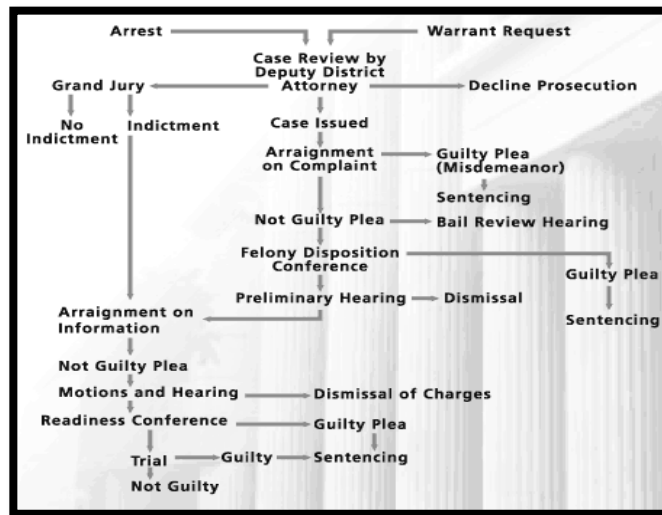 Arrest
Warrant Request
Case Review by
Deputy District
Attorney
Grand Jury
Decline Prosecution
No
Indictment
Indictment
Case Issued
Arraignment
on Complaint
Guilty Plea
(Misdemeanor)
Sentencing
Not Guilty Plea
Bail Review Hearing
Felony Disposition
Conference
Guilty Plea
Preliminary Hearing
Dismissal
Sentencing
Arraignment on
Information
Not Guilty Plea
Motions and Hearing
Dismissal of Charges
Readiness Conference
Guilty Plea
Trial
Guilty
Sentencing
Not Guilty